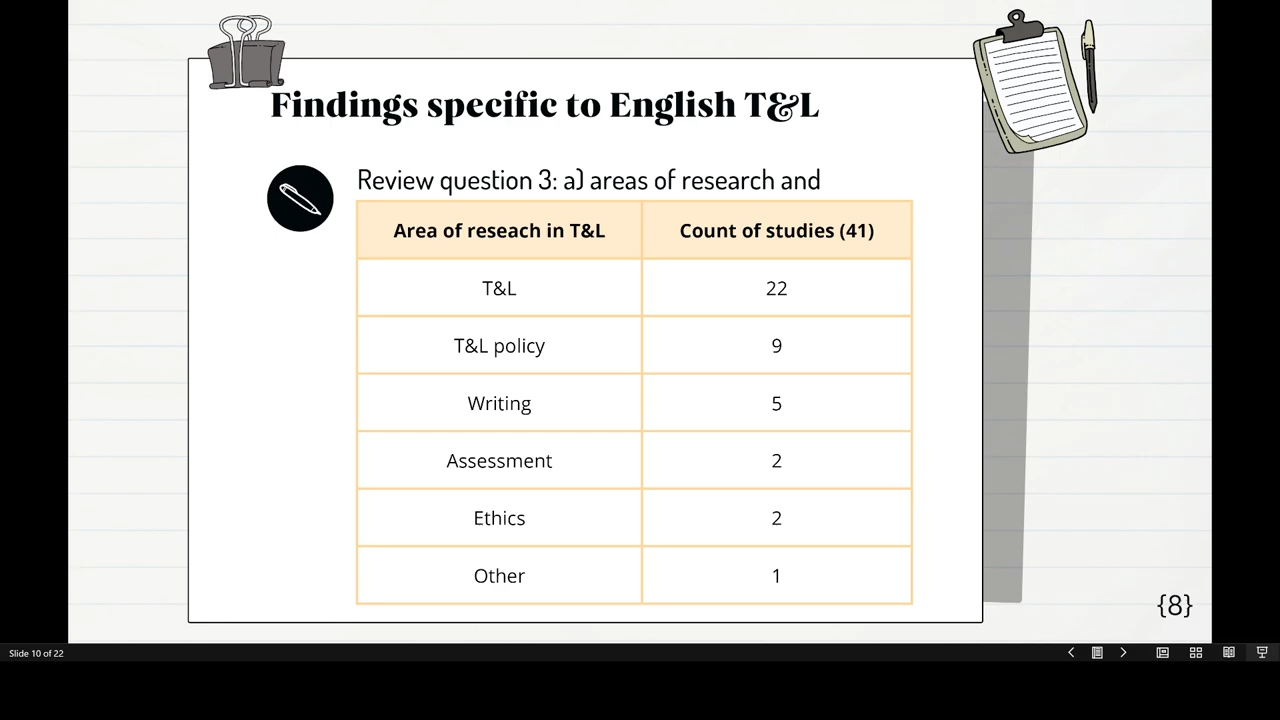 Findings specific to English T&L
Review question 3: a) areas of research and
Area of reseach in T&L Count of studies (41)
T&L 22
T&L policy 9
Writing 5
Assessment 2
Ethics 2
Other 1
{8}
Slide 10 of 22